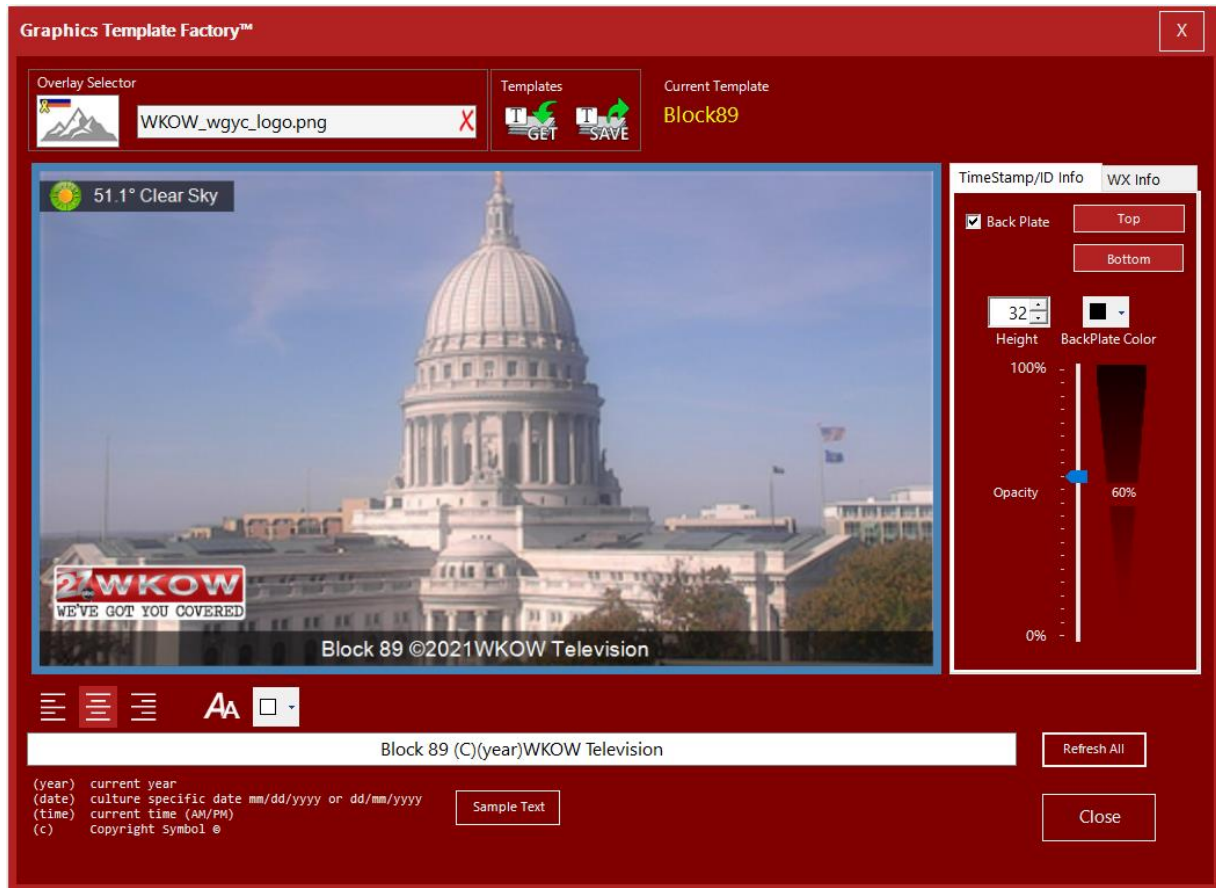 Graphics Template Factory™
X
Overlay Selector
WKOW_wgyc_logo.png
X
Templates
T GET
T SAVE
Current Template
Block89
51.1° Clear Sky
27 WKOW
WE'VE GOT YOU COVERED
Block 89 ©2021WKOW Television
TimeStamp/ID Info
WX Info
Back Plate
Top
Bottom
32
Height
BackPlate Color
100%
Opacity
60%
0%
AA
Block 89 (C)(year)WKOW Television
Refresh All
(year) current year
(date) culture specific date mm/dd/yyyy or dd/mm/yyyy
(time) current time (AM/PM)
(c) Copyright Symbol ©
Sample Text
Close